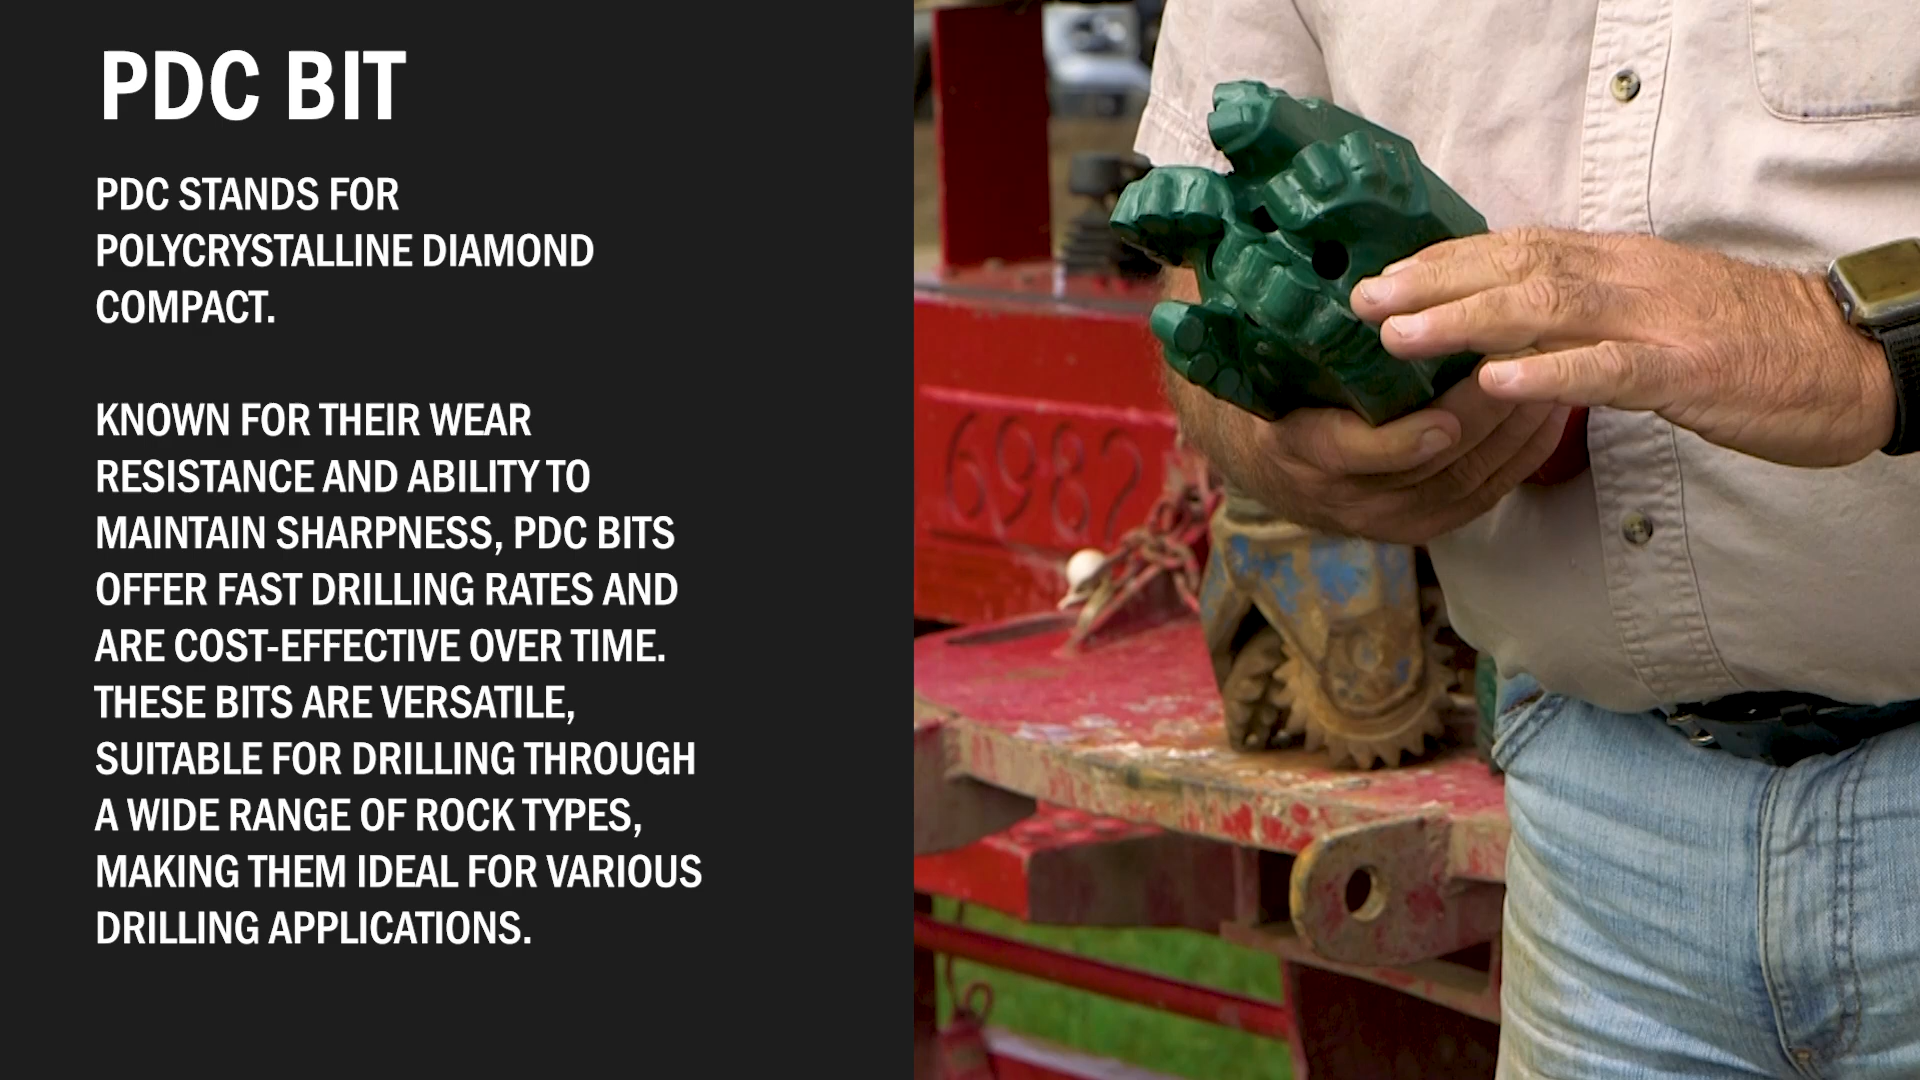 PDC BIT
PDC STANDS FOR
POLYCRYSTALLINE DIAMOND
COMPACT.
KNOWN FOR THEIR WEAR
RESISTANCE AND ABILITY TO
MAINTAIN SHARPNESS, PDC BITS
OFFER FAST DRILLING RATES AND
ARE COST-EFFECTIVE OVER TIME.
THESE BITS ARE VERSATILE,
SUITABLE FOR DRILLING THROUGH
A WIDE RANGE OF ROCK TYPES,
MAKING THEM IDEAL FOR VARIOUS
DRILLING APPLICATIONS.
6987